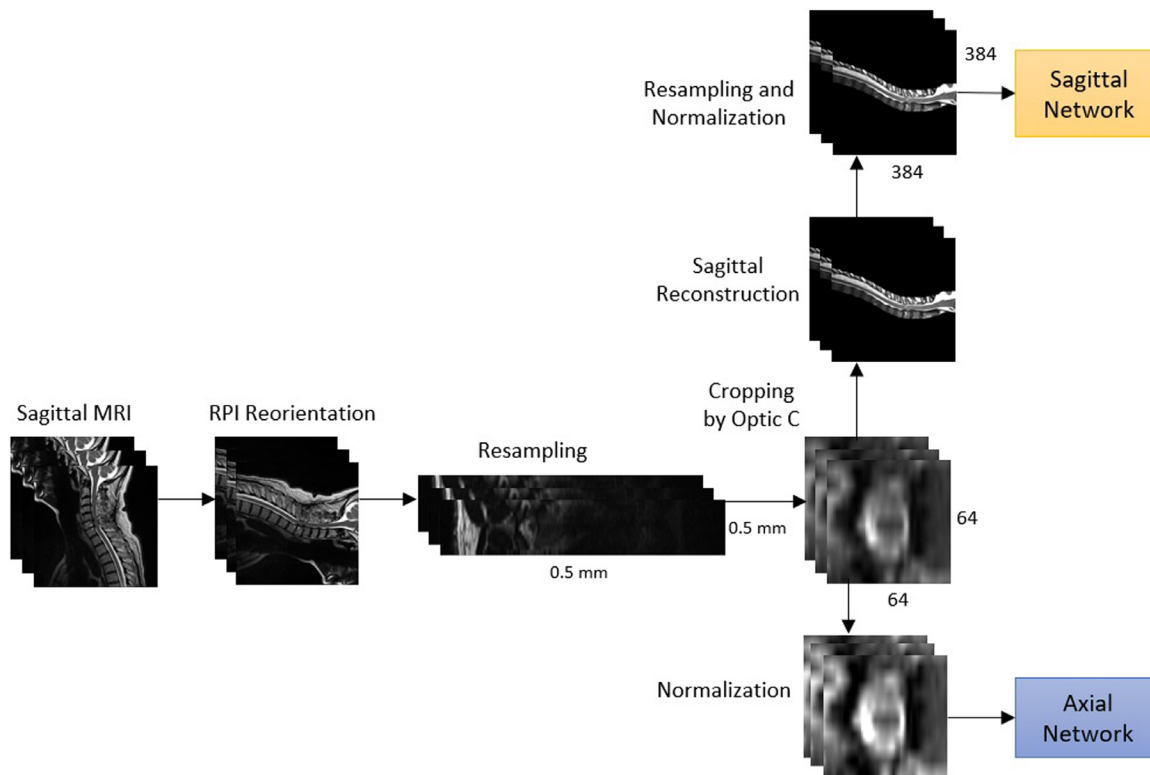 Resampling and
Normalization
384
384
Sagittal
Network
Sagittal
Reconstruction
Cropping
by Optic C
Sagittal MRI
RPI Reorientation
Resampling
0.5 mm
0.5 mm
64
64
Normalization
Axial
Network